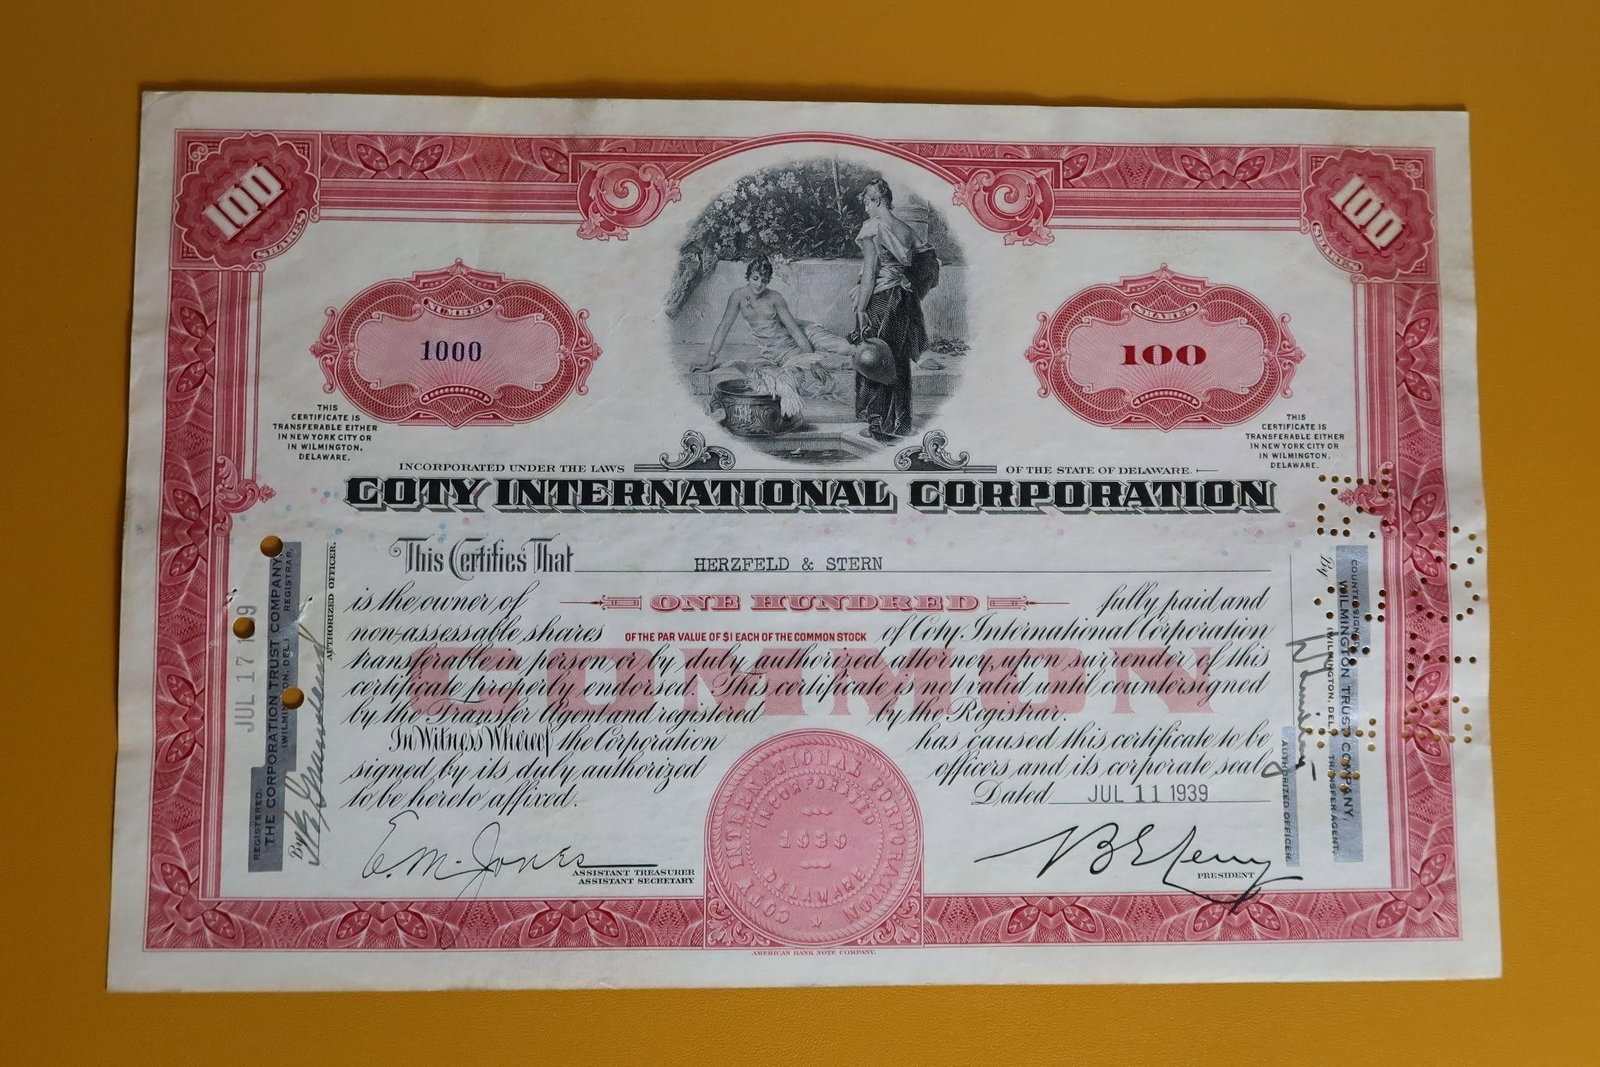 100
SHARES
100
SHARES
NUMBER
1000
SHARES
100
THIS
CERTIFICATE IS
TRANSFERABLE EITHER
IN NEW YORK CITY OR
IN WILMINGTON,
DELAWARE.
THIS
CERTIFICATE IS
TRANSFERABLE EITHER
IN NEW YORK CITY OR
IN WILMINGTON,
DELAWARE.
INCORPORATED UNDER THE LAWS OF THE STATE OF DELAWARE.
COTY INTERNATIONAL CORPORATION
This Certifies That HERZFELD & STERN
is the owner of ONE HUNDRED fully paid and
non-assessable shares OF THE PAR VALUE OF $1 EACH OF THE COMMON STOCK of Coty International Corporation
transferable in person or by duly authorized attorney, upon surrender of this
certificate properly endorsed. This certificate is not valid until countersigned
by the Transfer Agent and registered by the Registrar.
COMMON
In Witness Whereof the Corporation has caused this certificate to be
signed by its duly authorized officers and its corporate seal
to be hereto affixed. Dated JUL 11 1939
E. M. Jones
ASSISTANT TREASURER
ASSISTANT SECRETARY
PRESIDENT
COTY INTERNATIONAL CORPORATION
INCORPORATED
1939
DELAWARE
AMERICAN BANK NOTE COMPANY.
JUL 17
REGISTERED:
THE CORPORATION TRUST COMPANY,
(WILMINGTON, DEL.) REGISTRAR,
By
AUTHORIZED OFFICER.
COUNTERSIGNED
WILMINGTON TRUST COMPANY,
(WILMINGTON, DEL.) TRANSFER AGENT,
By
AUTHORIZED OFFICER.